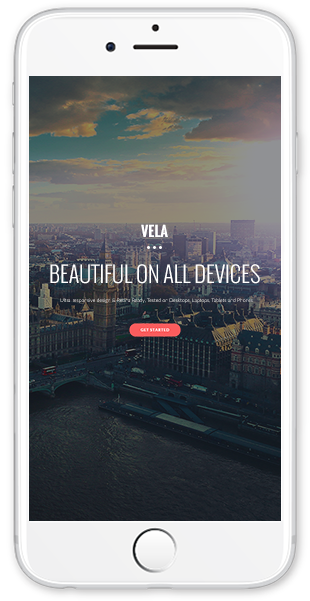 VELA
BEAUTIFUL ON ALL DEVICES
Ultra responsive design & Retina Ready. Tested on Desktops, Laptops, Tablets and Phones.
GET STARTED